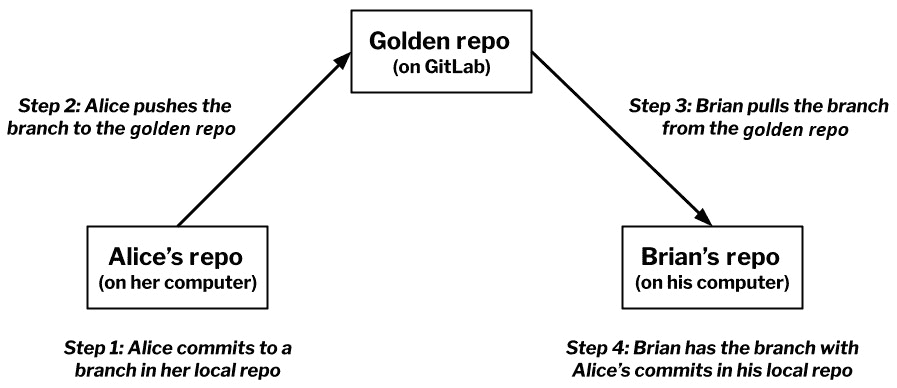 Golden repo
(on GitLab)
Step 2: Alice pushes the
branch to the golden repo
Step 3: Brian pulls the branch
from the golden repo
Alice's repo
(on her computer)
Brian's repo
(on his computer)
Step 1: Alice commits to a
branch in her local repo
Step 4: Brian has the branch with
Alice's commits in his local repo